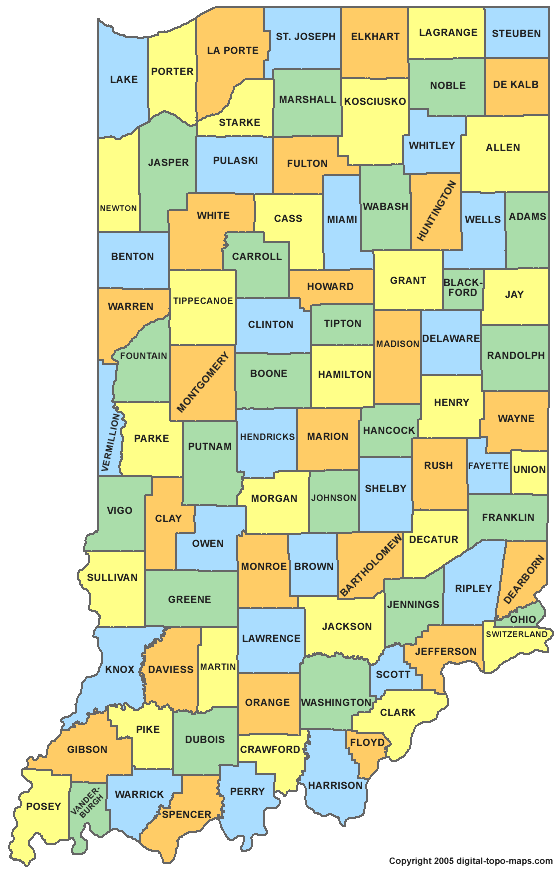 LAGRANGE
STEUBEN
ST. JOSEPH
ELKHART
LA PORTE
PORTER
LAKE
NOBLE
DE KALB
MARSHALL
KOSCIUSKO
STARKE
WHITLEY
ALLEN
JASPER
PULASKI
FULTON
NEWTON
WHITE
CASS
MIAMI
WABASH
HUNTINGTON
WELLS
ADAMS
BENTON
CARROLL
GRANT
BLACK-
FORD
JAY
HOWARD
WARREN
TIPPECANOE
CLINTON
TIPTON
MADISON
DELAWARE
RANDOLPH
FOUNTAIN
MONTGOMERY
BOONE
HAMILTON
HENRY
WAYNE
VERMILLION
PARKE
PUTNAM
HENDRICKS
MARION
HANCOCK
RUSH
FAYETTE
UNION
VIGO
CLAY
MORGAN
JOHNSON
SHELBY
FRANKLIN
OWEN
DECATUR
SULLIVAN
MONROE
BROWN
BARTHOLOMEW
RIPLEY
DEARBORN
GREENE
JENNINGS
OHIO
LAWRENCE
JACKSON
SWITZERLAND
KNOX
DAVIESS
MARTIN
JEFFERSON
SCOTT
ORANGE
WASHINGTON
CLARK
PIKE
DUBOIS
GIBSON
CRAWFORD
FLOYD
HARRISON
POSEY
VANDER-
BURGH
WARRICK
SPENCER
PERRY
Copyright 2005 digital-topo-maps.com